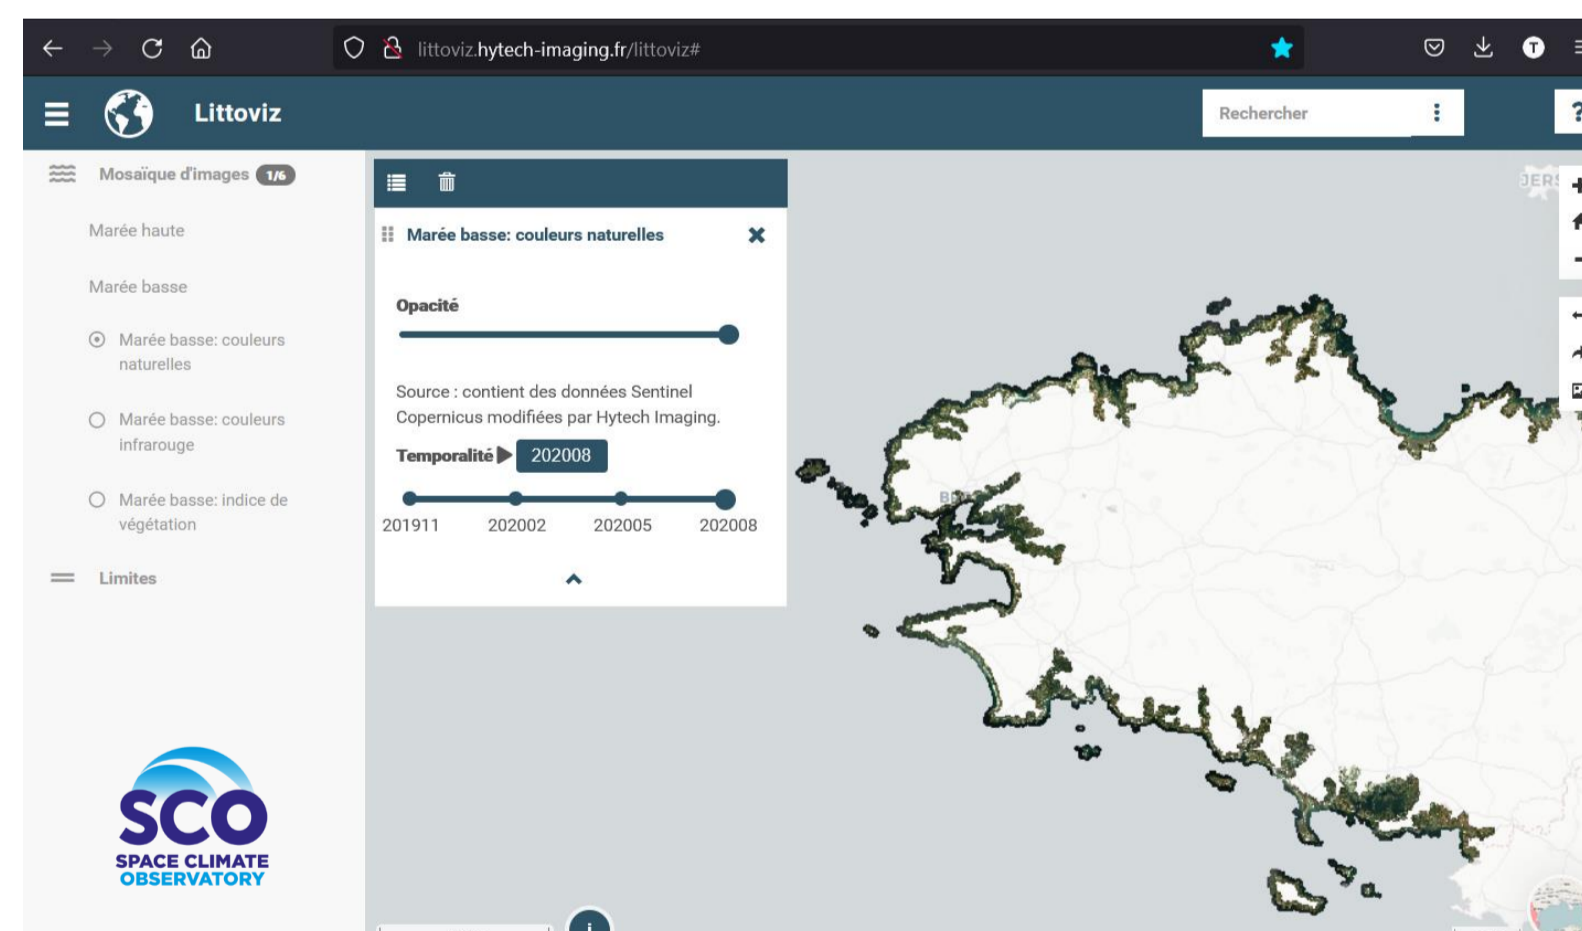 littoviz.hytech-imaging.fr/littoviz#
T
Littoviz
Rechercher
?
Mosaïque d'images 1/6
Marée haute
Marée basse
Marée basse: couleurs
naturelles
Marée basse: couleurs
infrarouge
Marée basse: indice de
végétation
Limites
SCO
SPACE CLIMATE
OBSERVATORY
Marée basse: couleurs naturelles
Opacité
Source : contient des données Sentinel
Copernicus modifiées par Hytech Imaging.
Temporalité 202008
201911 202002 202005 202008
i